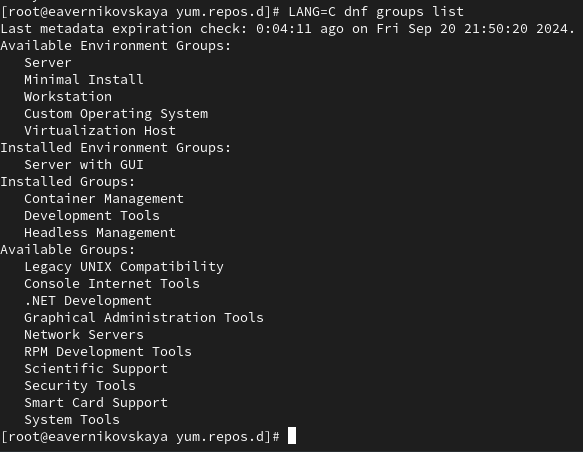 [root@eavernikovskaya yum.repos.d]# LANG=C dnf groups list
Last metadata expiration check: 0:04:11 ago on Fri Sep 20 21:50:20 2024.
Available Environment Groups:
   Server
   Minimal Install
   Workstation
   Custom Operating System
   Virtualization Host
Installed Environment Groups:
   Server with GUI
Installed Groups:
   Container Management
   Development Tools
   Headless Management
Available Groups:
   Legacy UNIX Compatibility
   Console Internet Tools
   .NET Development
   Graphical Administration Tools
   Network Servers
   RPM Development Tools
   Scientific Support
   Security Tools
   Smart Card Support
   System Tools
[root@eavernikovskaya yum.repos.d]#